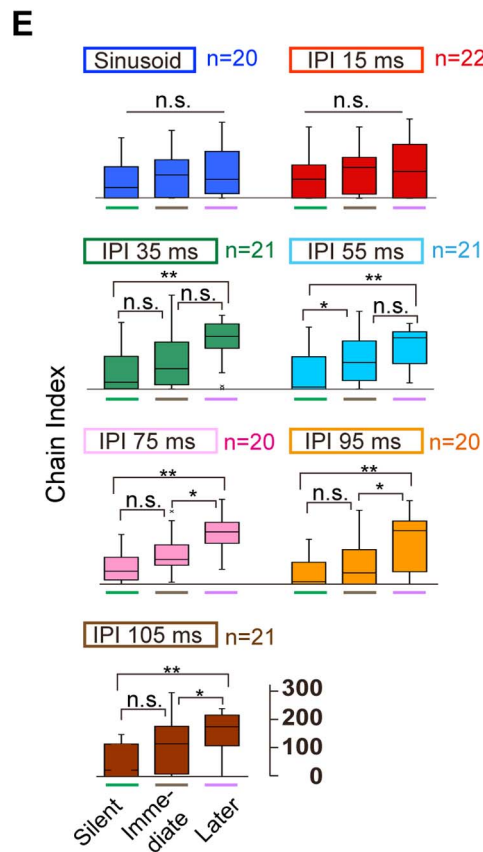 E
Sinusoid n=20
IPI 15 ms n=22
n.s.
n.s.
IPI 35 ms n=21
IPI 55 ms n=21
**
n.s.
n.s.
**
*
n.s.
IPI 75 ms n=20
IPI 95 ms n=20
**
n.s.
*
**
n.s.
*
Chain Index
IPI 105 ms n=21
**
n.s.
*
300
200
100
0
Silent
Imme-
diate
Later